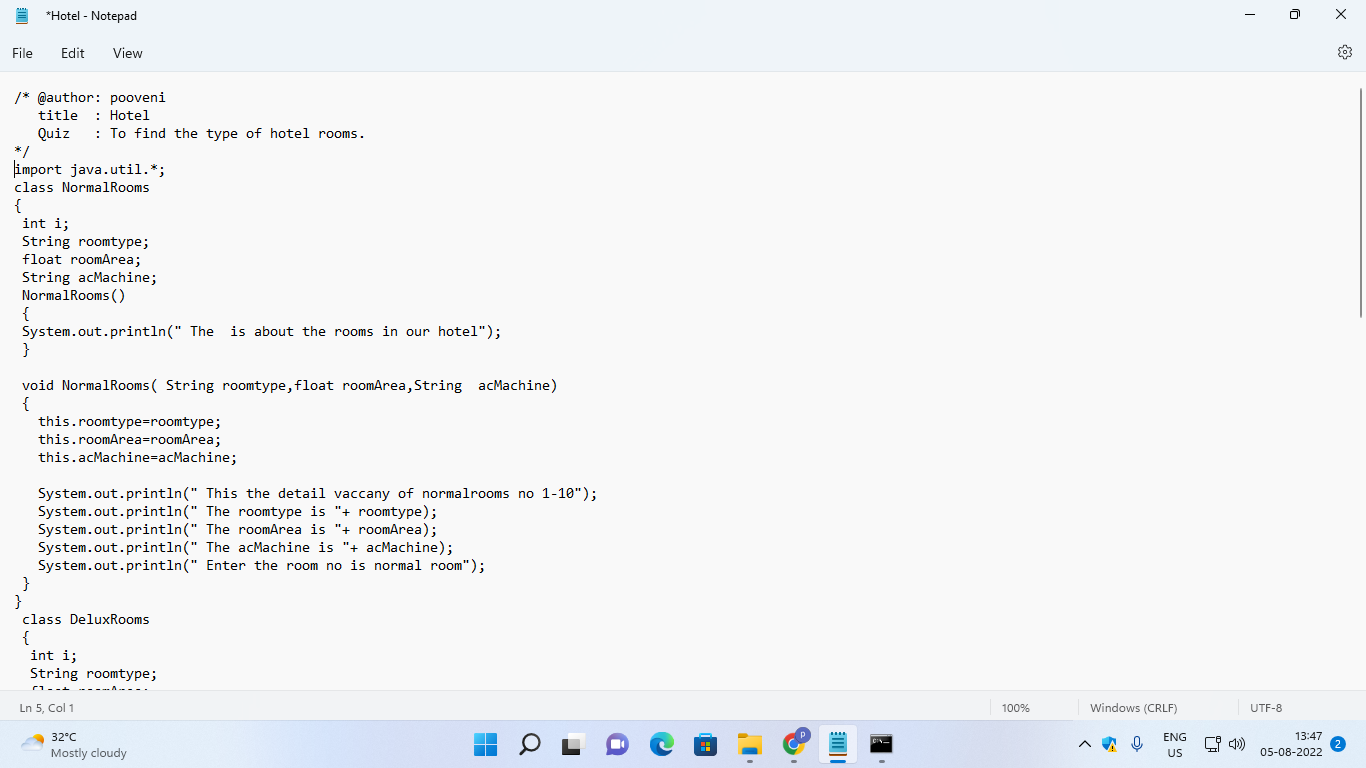 *Hotel - Notepad
File Edit View
/* @author: pooveni
title : Hotel
Quiz : To find the type of hotel rooms.
*/
import java.util.*;
class NormalRooms
{
int i;
String roomtype;
float roomArea;
String acMachine;
NormalRooms()
{
System.out.println(" The  is about the rooms in our hotel");
}
void NormalRooms( String roomtype,float roomArea,String  acMachine)
{
this.roomtype=roomtype;
this.roomArea=roomArea;
this.acMachine=acMachine;
System.out.println(" This the detail vaccany of normalrooms no 1-10");
System.out.println(" The roomtype is "+ roomtype);
System.out.println(" The roomArea is "+ roomArea);
System.out.println(" The acMachine is "+ acMachine);
System.out.println(" Enter the room no is normal room");
}
}
class DeluxRooms
{
int i;
String roomtype;
Ln 5, Col 1 100% Windows (CRLF) UTF-8
32°C
Mostly cloudy
P
ENG
US
13:47
05-08-2022
2